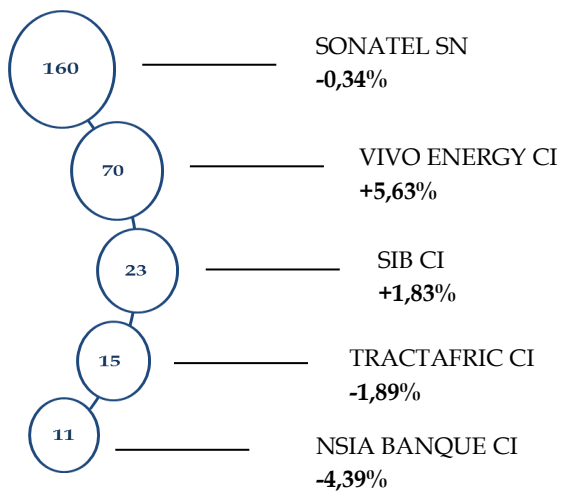 160
SONATEL SN
-0,34%
70
VIVO ENERGY CI
+5,63%
23
SIB CI
+1,83%
15
TRACTAFRIC CI
-1,89%
11
NSIA BANQUE CI
-4,39%